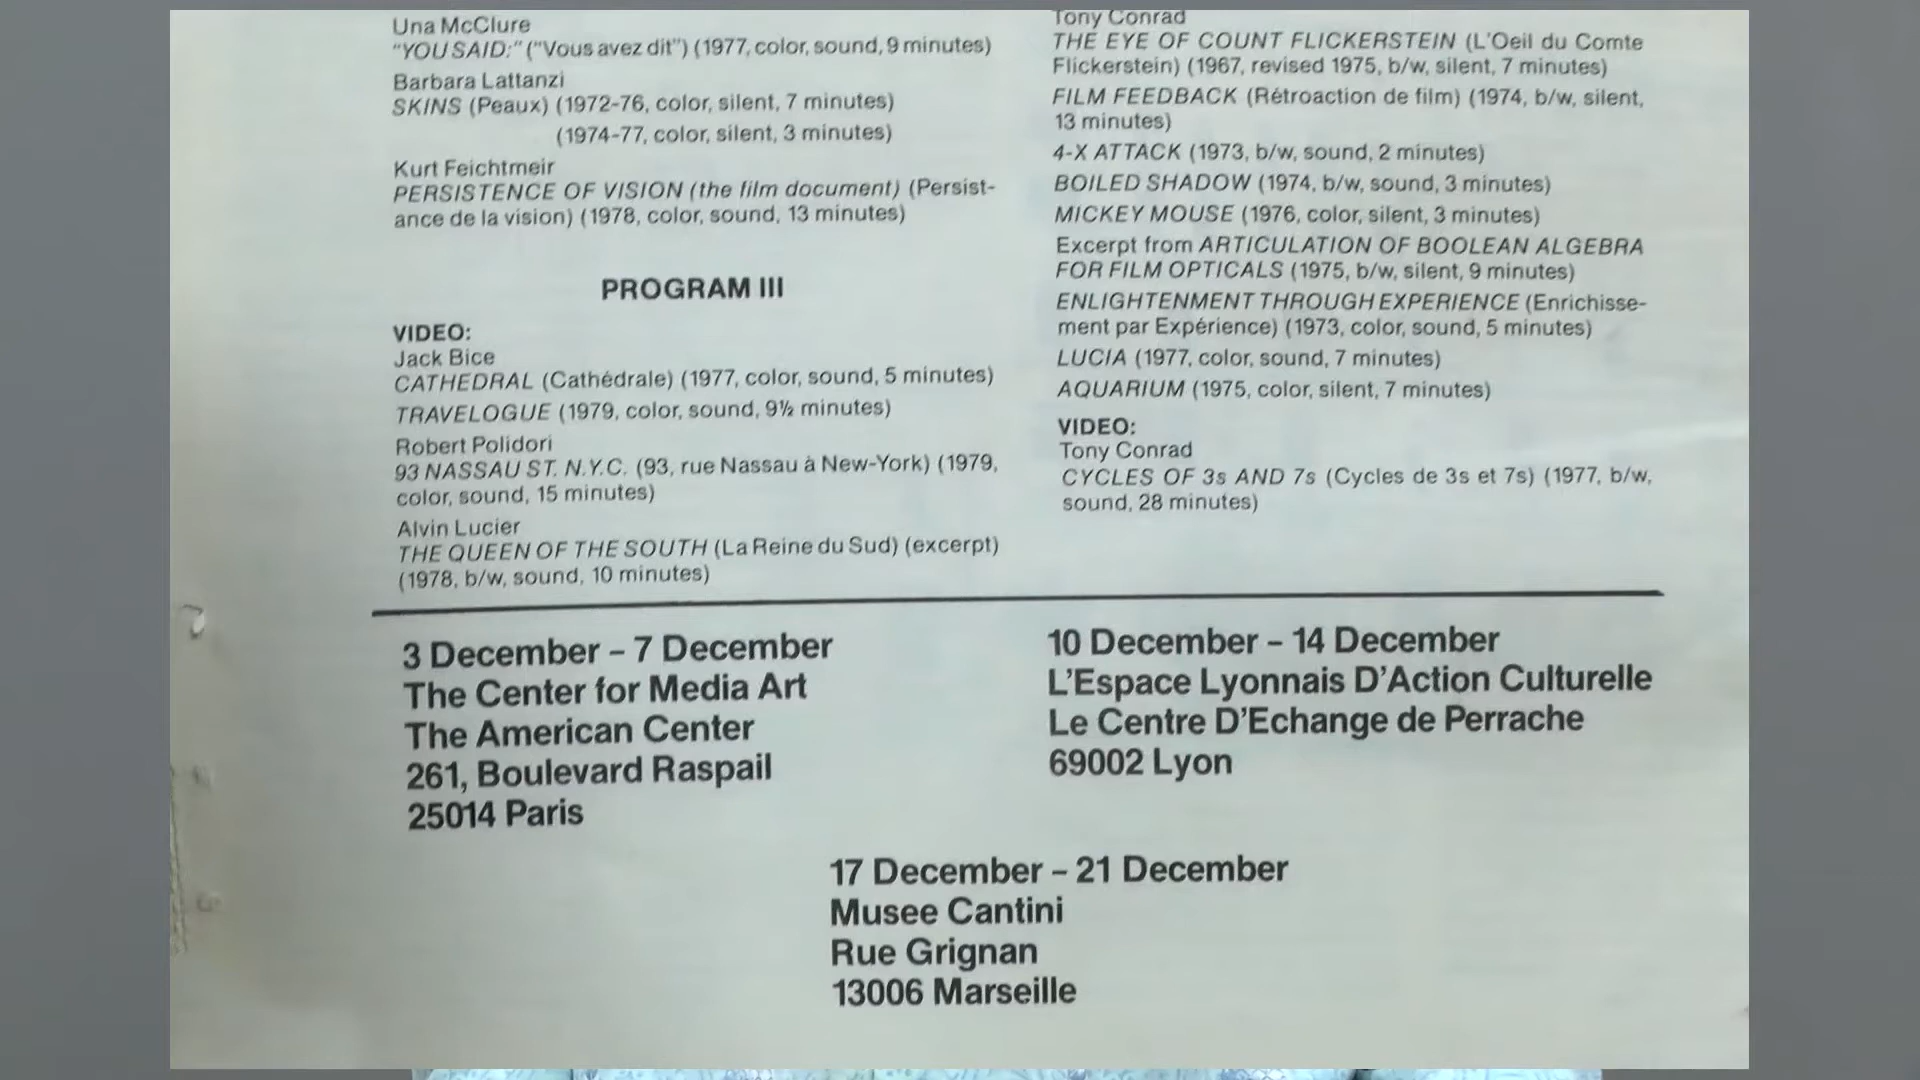 Una McClure
"YOU SAID:" ("Vous avez dit") (1977, color, sound, 9 minutes)
Barbara Lattanzi
SKINS (Peaux) (1972-76, color, silent, 7 minutes)
(1974-77, color, silent, 3 minutes)
Kurt Feichtmeir
PERSISTENCE OF VISION (the film document) (Persist-
ance de la vision) (1978, color, sound, 13 minutes)
PROGRAM III
VIDEO:
Jack Bice
CATHEDRAL (Cathédrale) (1977, color, sound, 5 minutes)
TRAVELOGUE (1979, color, sound, 9½ minutes)
Robert Polidori
93 NASSAU ST. N.Y.C. (93, rue Nassau à New-York) (1979,
color, sound, 15 minutes)
Alvin Lucier
THE QUEEN OF THE SOUTH (La Reine du Sud) (excerpt)
(1978, b/w, sound, 10 minutes)
Tony Conrad
THE EYE OF COUNT FLICKERSTEIN (L'Oeil du Comte
Flickerstein) (1967, revised 1975, b/w, silent, 7 minutes)
FILM FEEDBACK (Rétroaction de film) (1974, b/w, silent,
13 minutes)
4-X ATTACK (1973, b/w, sound, 2 minutes)
BOILED SHADOW (1974, b/w, sound, 3 minutes)
MICKEY MOUSE (1976, color, silent, 3 minutes)
Excerpt from ARTICULATION OF BOOLEAN ALGEBRA
FOR FILM OPTICALS (1975, b/w, silent, 9 minutes)
ENLIGHTENMENT THROUGH EXPERIENCE (Enrichisse-
ment par Expérience) (1973, color, sound, 5 minutes)
LUCIA (1977, color, sound, 7 minutes)
AQUARIUM (1975, color, silent, 7 minutes)
VIDEO:
Tony Conrad
CYCLES OF 3s AND 7s (Cycles de 3s et 7s) (1977, b/w,
sound, 28 minutes)
3 December – 7 December
The Center for Media Art
The American Center
261, Boulevard Raspail
25014 Paris
10 December – 14 December
L'Espace Lyonnais D'Action Culturelle
Le Centre D'Echange de Perrache
69002 Lyon
17 December – 21 December
Musee Cantini
Rue Grignan
13006 Marseille